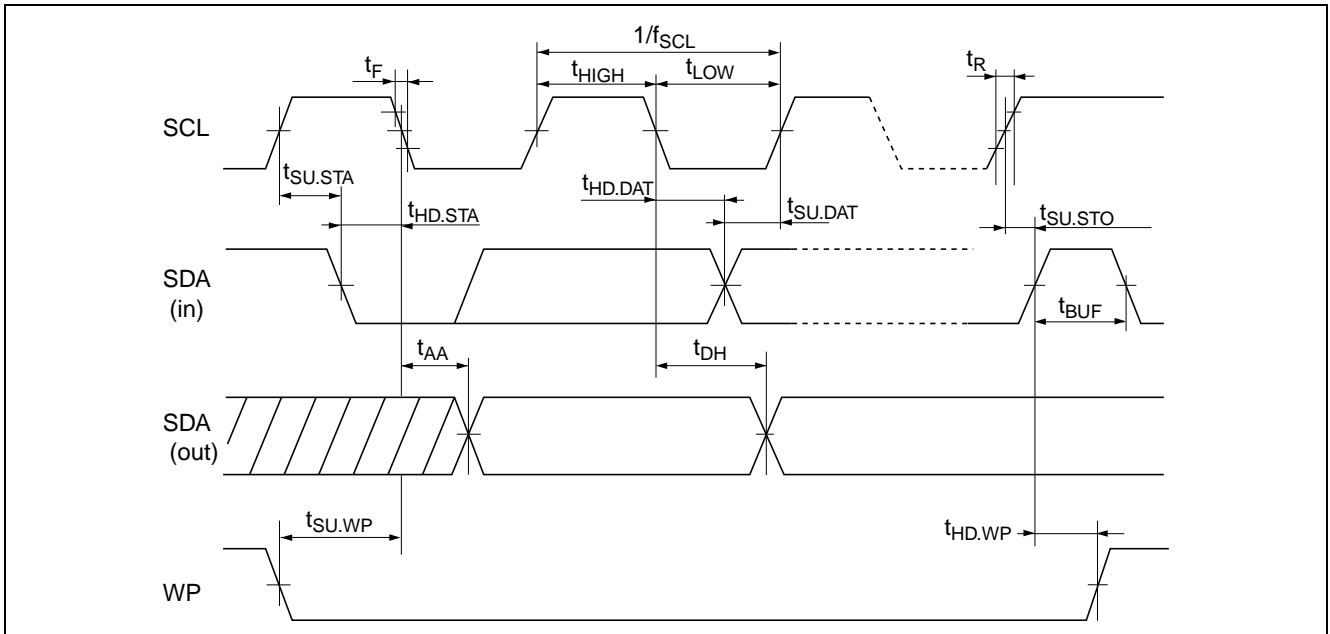 1/fSCL
tF
tHIGH
tLOW
tR
SCL
tSU.STA
tHD.STA
tHD.DAT
tSU.DAT
tSU.STO
SDA
(in)
tBUF
tAA
tDH
SDA
(out)
tSU.WP
tHD.WP
WP